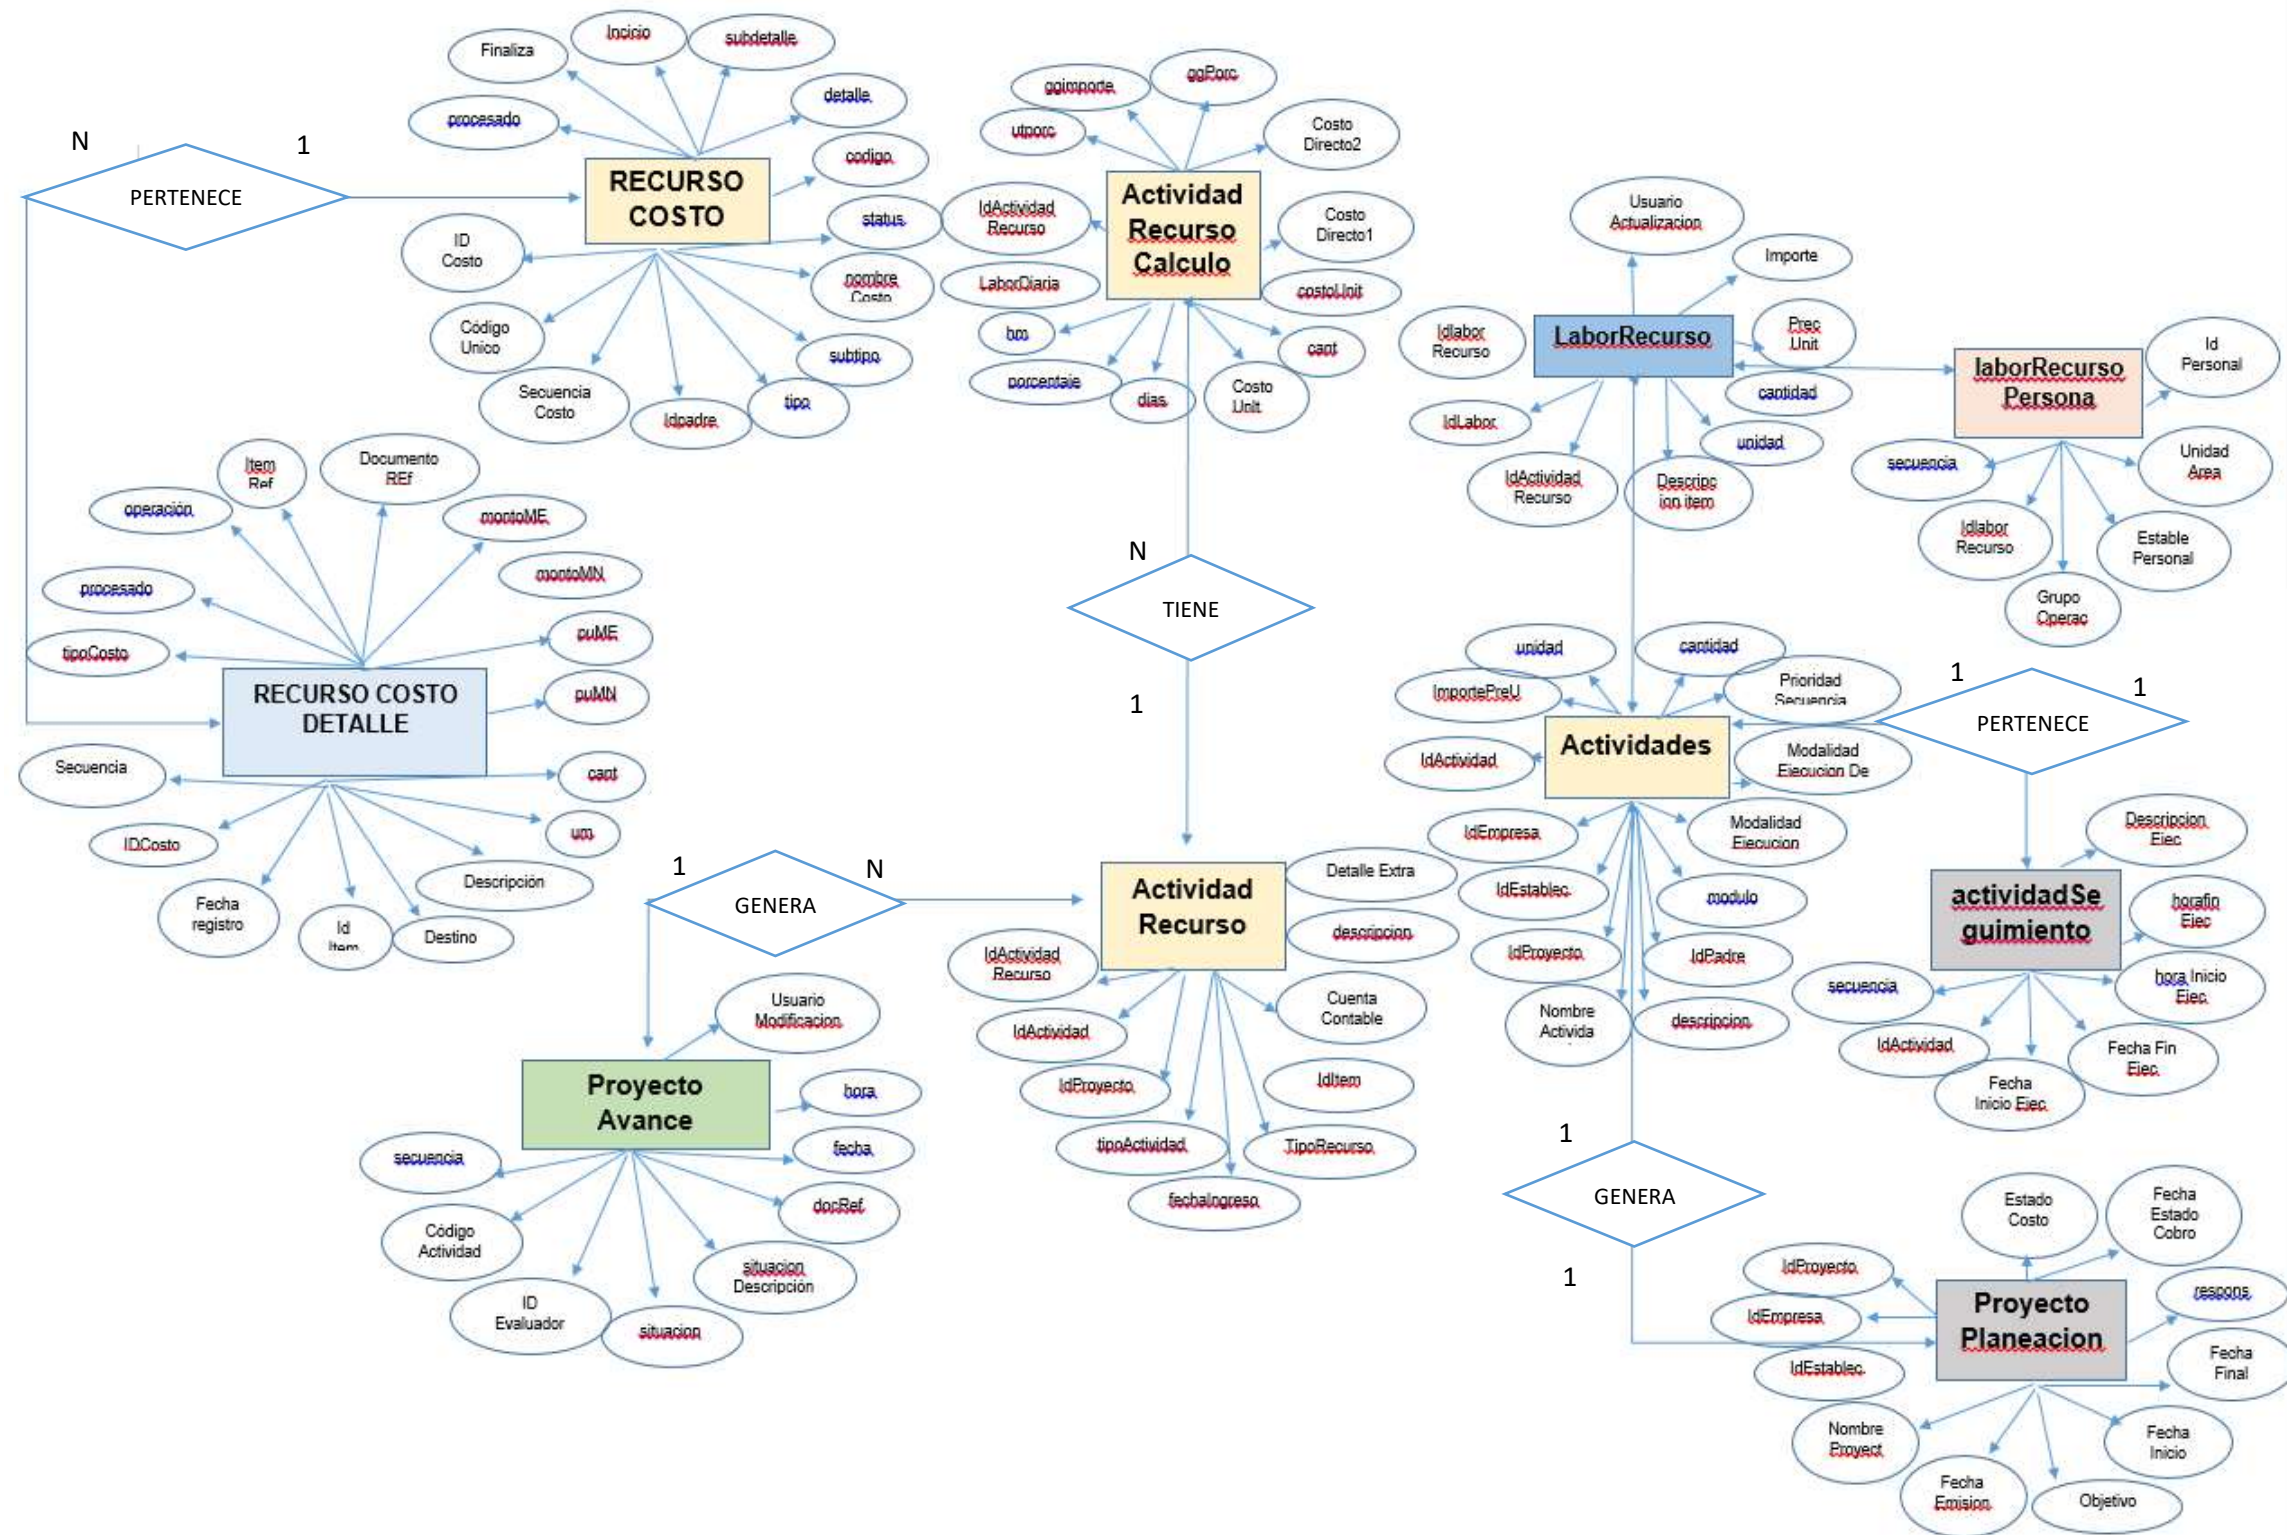 N
PERTENECE
1
Finaliza
Incicio
subdetalle
detalle
procesado
RECURSO
COSTO
codigo
status
nombre
Costo
ID
Costo
Código
Unico
Secuencia
Costo
Idpadre
tipo
subtipo
ggimporte
ggPorc
utporc
Costo
Directo2
Actividad
Recurso
Calculo
IdActividad
Recurso
Costo
Directo1
LaborDiaria
costoUnit
hm
cant
porcentaje
dias
Costo
Unit
Usuario
Actualizacion
Importe
Idlabor
Recurso
LaborRecurso
Prec
Unit
cantidad
unidad
IdLabor
IdActividad
Recurso
Descripc
ion item
laborRecurso
Persona
Id
Personal
Unidad
Area
secuencia
Idlabor
Recurso
Estable
Personal
Grupo
Operac
Item
Ref
Documento
REf
operación
montoME
montoMN
procesado
puME
tipoCosto
RECURSO COSTO
DETALLE
puMN
Secuencia
cant
um
IDCosto
Descripción
Fecha
registro
Id
Item
Destino
N
TIENE
1
unidad
cantidad
ImportePreU
Prioridad
Secuencia
Actividades
IdActividad
Modalidad
Ejecucion De
IdEmpresa
Modalidad
Ejecucion
IdEstablec
modulo
IdProyecto
IdPadre
Nombre
Activida
descripcion
1
PERTENECE
1
Descripcion
Ejec
actividadSe
guimiento
horafin
Ejec
hora Inicio
Ejec
secuencia
IdActividad
Fecha
Inicio Ejec
Fecha Fin
Ejec
1
GENERA
N
Actividad
Recurso
Detalle Extra
descripcion
IdActividad
Recurso
Cuenta
Contable
IdActividad
IdProyecto
IdItem
tipoActividad
TipoRecurso
fechaIngreso
Usuario
Modificacion
Proyecto
Avance
hora
fecha
secuencia
docRef
Código
Actividad
situacion
Descripción
ID
Evaluador
situacion
1
GENERA
1
Estado
Costo
Fecha
Estado
Cobro
IdProyecto
IdEmpresa
Proyecto
Planeacion
respons
IdEstablec
Fecha
Final
Nombre
Proyect
Fecha
Inicio
Fecha
Emision
Objetivo